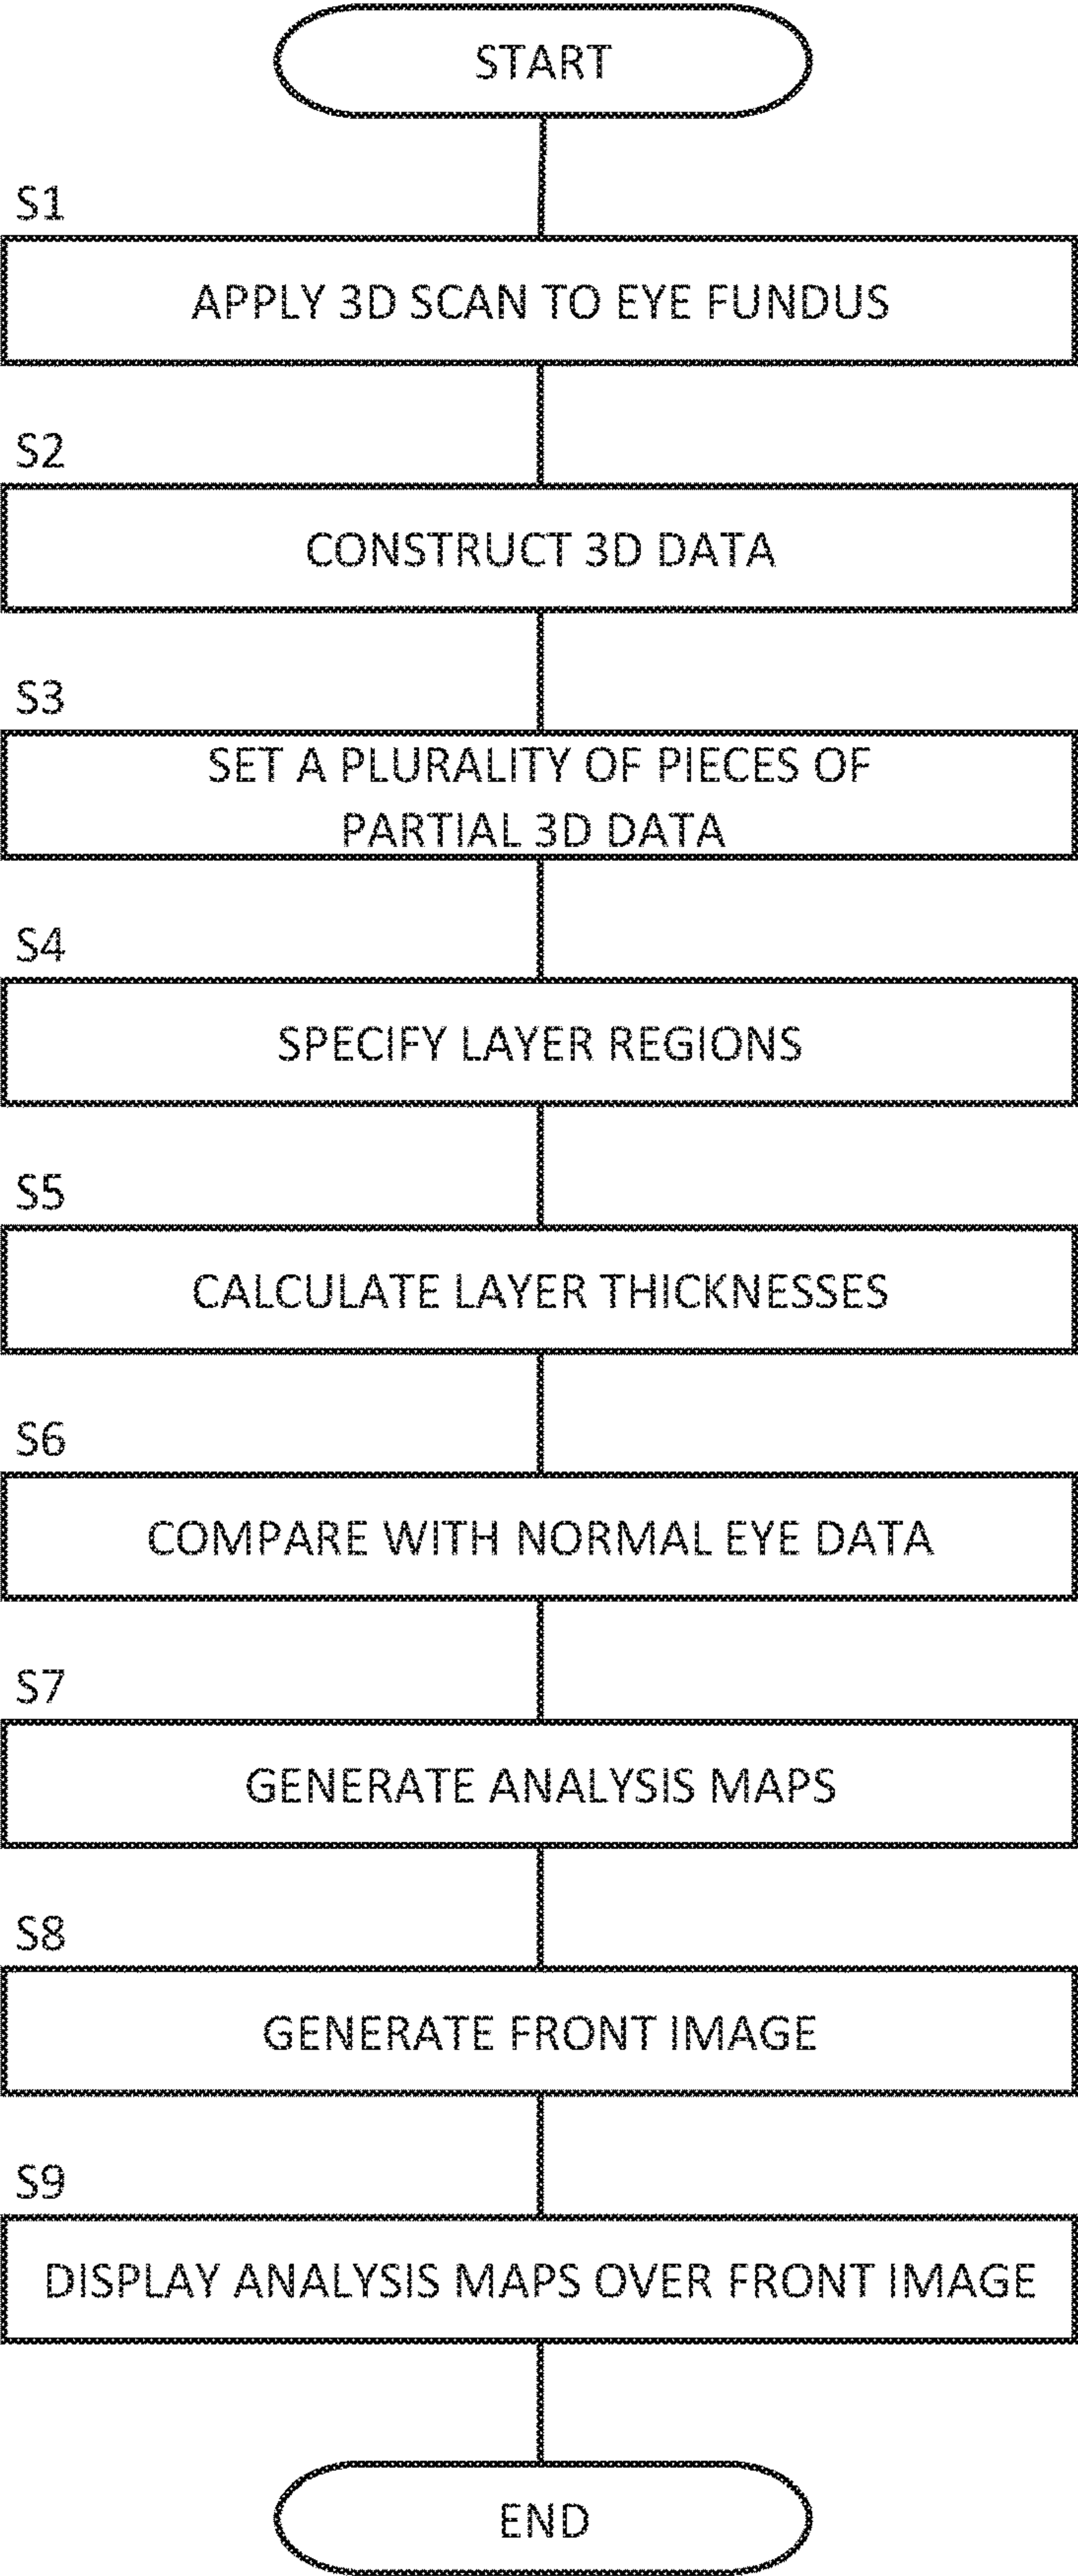 START
S1
APPLY 3D SCAN TO EYE FUNDUS
S2
CONSTRUCT 3D DATA
S3
SET A PLURALITY OF PIECES OF
PARTIAL 3D DATA
S4
SPECIFY LAYER REGIONS
S5
CALCULATE LAYER THICKNESSES
S6
COMPARE WITH NORMAL EYE DATA
S7
GENERATE ANALYSIS MAPS
S8
GENERATE FRONT IMAGE
S9
DISPLAY ANALYSIS MAPS OVER FRONT IMAGE
END